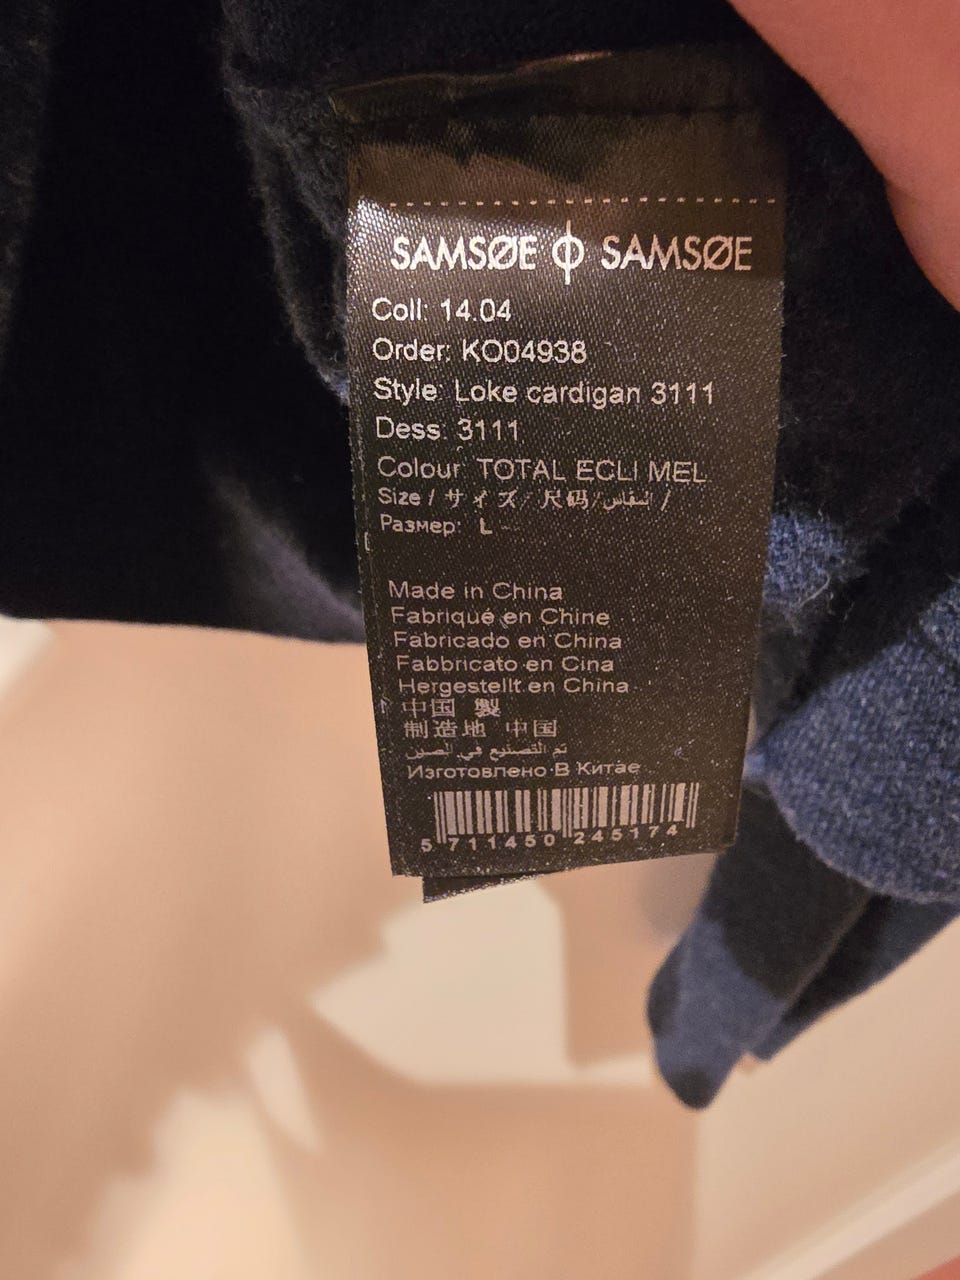 SAMSØE ϕ SAMSØE
Coll: 14.04
Order: KO04938
Style: Loke cardigan 3111
Dess: 3111
Colour: TOTAL ECLI MEL
Size / サイズ/ 尺码/المقاس /
Размер: L
Made in China
Fabriqué en Chine
Fabricado en China
Fabbricato en Cina
Hergestellt en China
中国 製
制造地 中国
تم التصنيع في الصين
Изготовлено В Китае
5 711450 245174